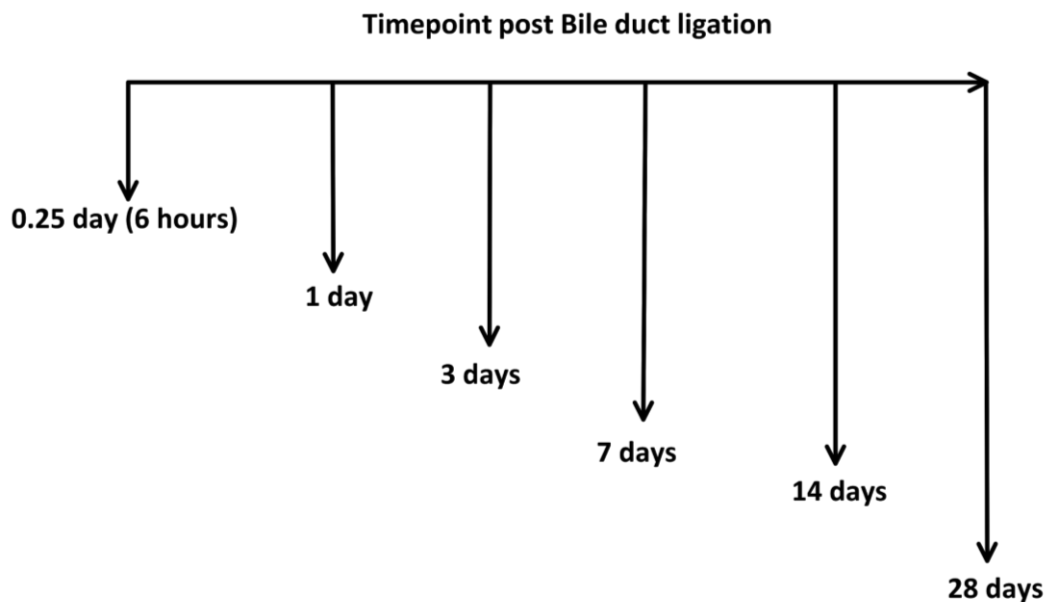 Timepoint post Bile duct ligation
0.25 day (6 hours)
1 day
3 days
7 days
14 days
28 days